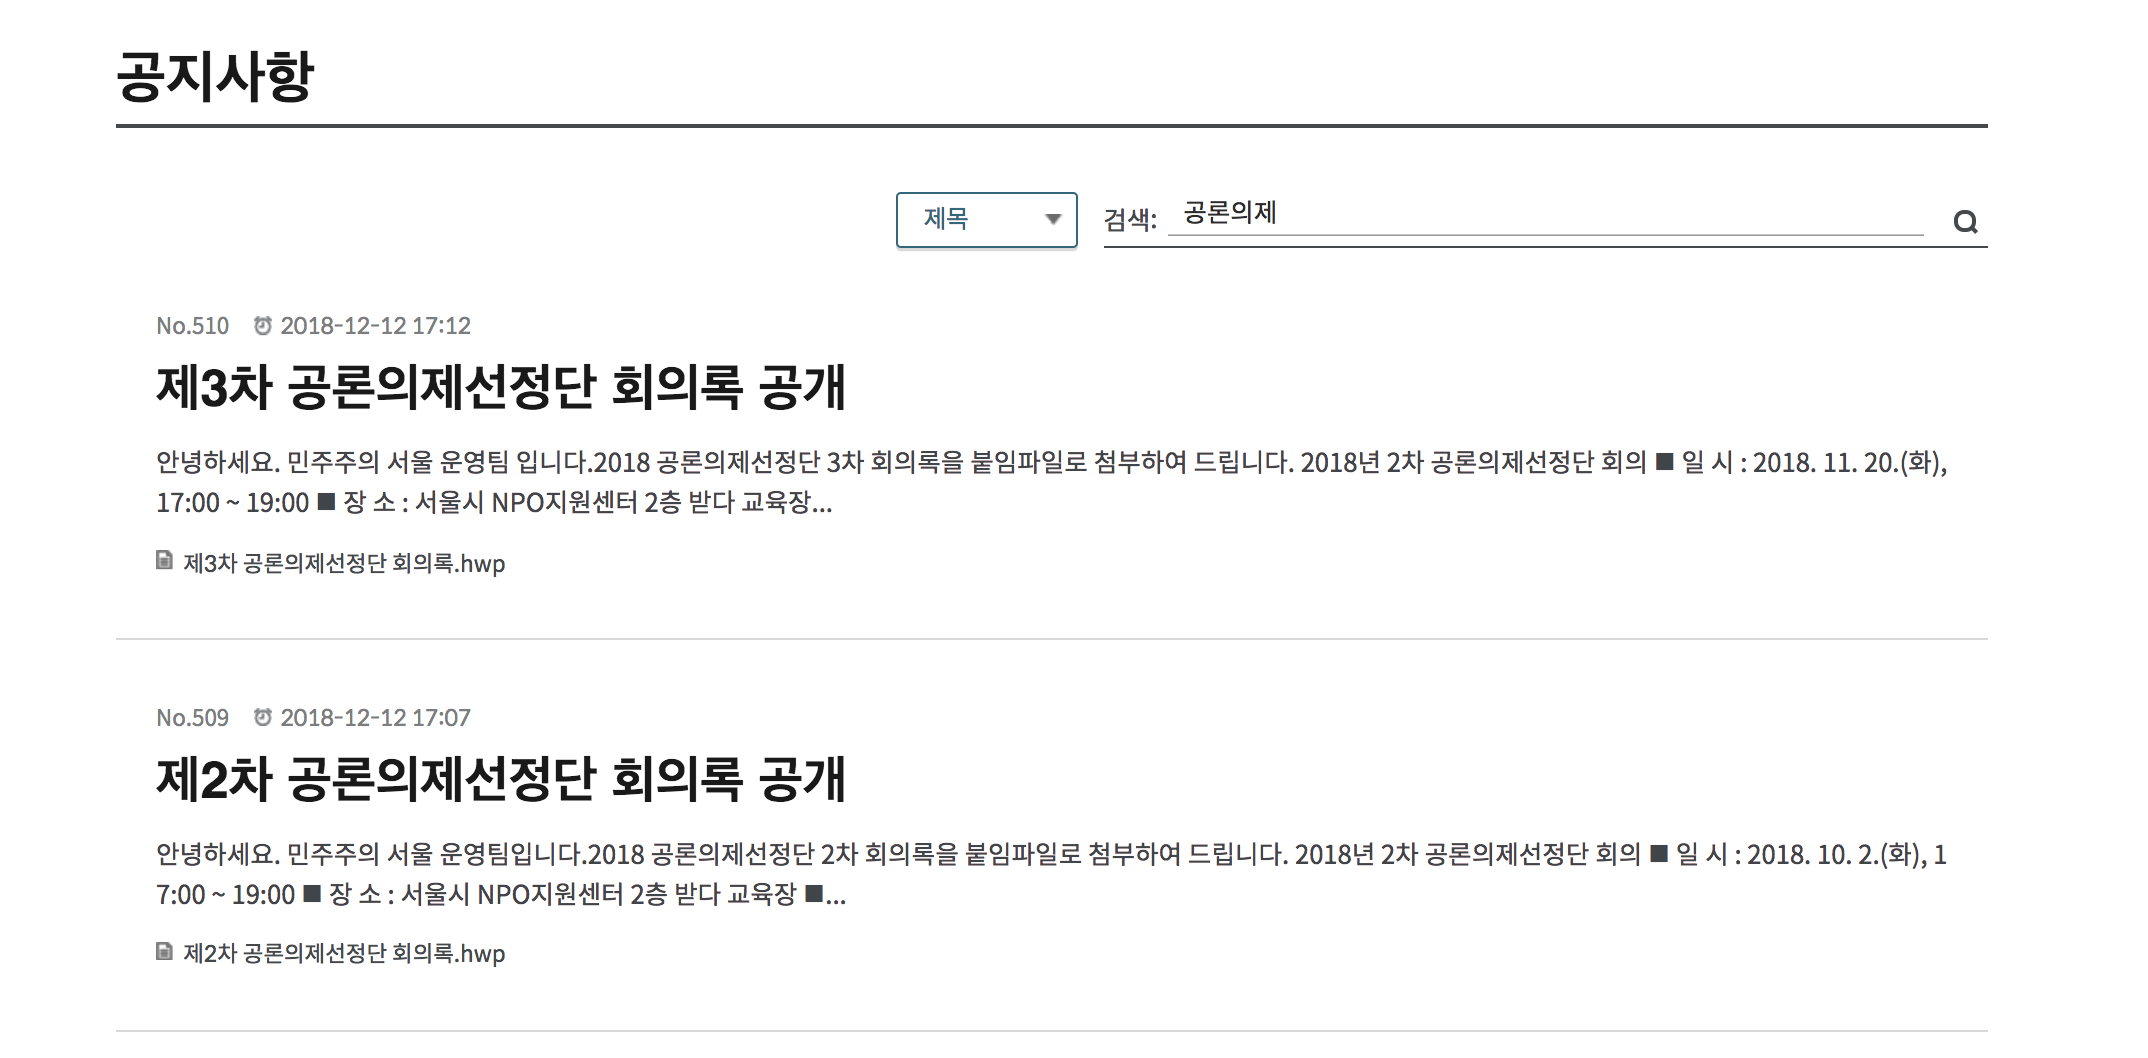 공지사항
제목 검색: 공론의제
No.510 2018-12-12 17:12
제3차 공론의제선정단 회의록 공개
안녕하세요. 민주주의 서울 운영팀 입니다.2018 공론의제선정단 3차 회의록을 붙임파일로 첨부하여 드립니다. 2018년 2차 공론의제선정단 회의 ■ 일 시 : 2018. 11. 20.(화),
17:00 ~ 19:00 ■ 장 소 : 서울시 NPO지원센터 2층 받다 교육장...
제3차 공론의제선정단 회의록.hwp
No.509 2018-12-12 17:07
제2차 공론의제선정단 회의록 공개
안녕하세요. 민주주의 서울 운영팀입니다.2018 공론의제선정단 2차 회의록을 붙임파일로 첨부하여 드립니다. 2018년 2차 공론의제선정단 회의 ■ 일 시 : 2018. 10. 2.(화), 1
7:00 ~ 19:00 ■ 장 소 : 서울시 NPO지원센터 2층 받다 교육장 ■...
제2차 공론의제선정단 회의록.hwp